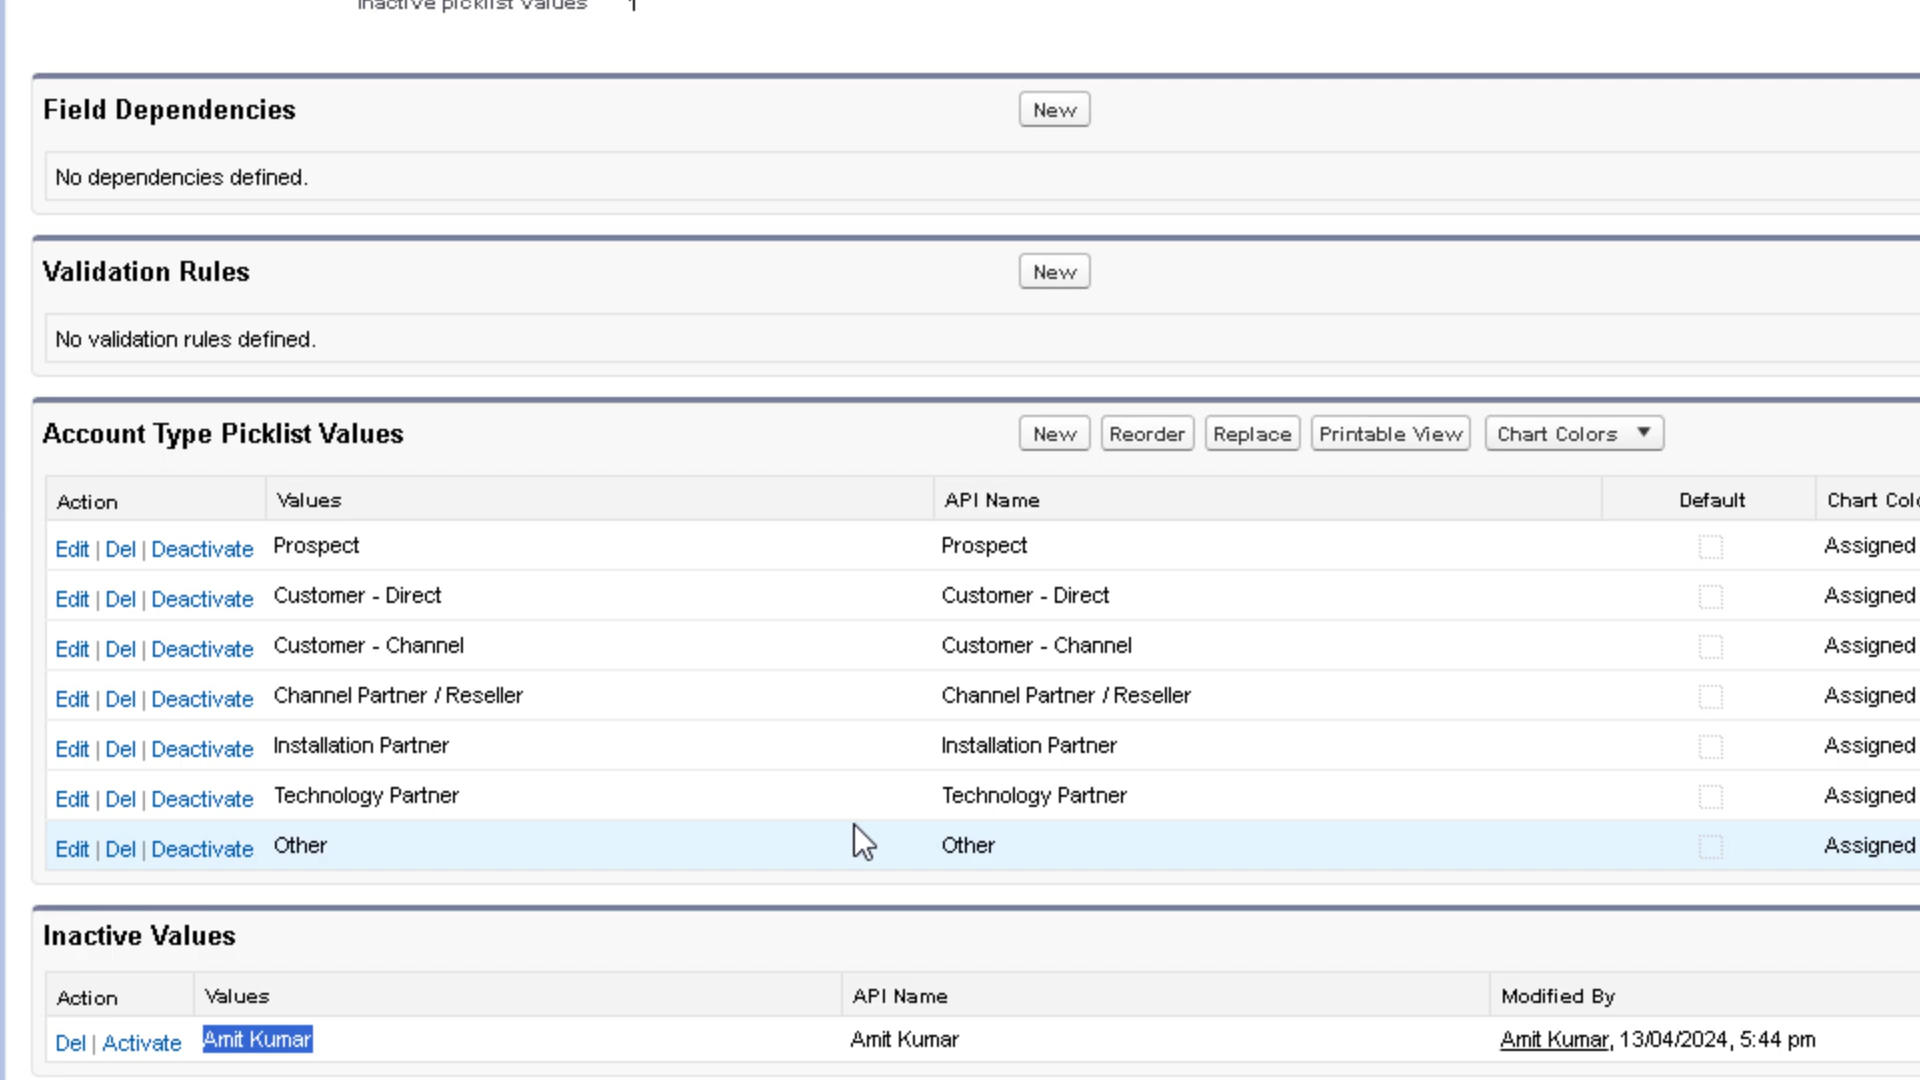 Inactive picklist values 1
Field Dependencies New
No dependencies defined.
Validation Rules New
No validation rules defined.
Account Type Picklist Values New Reorder Replace Printable View Chart Colors
Action Values API Name Default Chart Colo
Edit | Del | Deactivate Prospect Prospect Assigned
Edit | Del | Deactivate Customer - Direct Customer - Direct Assigned
Edit | Del | Deactivate Customer - Channel Customer - Channel Assigned
Edit | Del | Deactivate Channel Partner / Reseller Channel Partner / Reseller Assigned
Edit | Del | Deactivate Installation Partner Installation Partner Assigned
Edit | Del | Deactivate Technology Partner Technology Partner Assigned
Edit | Del | Deactivate Other Other Assigned
Inactive Values
Action Values API Name Modified By
Del | Activate Amit Kumar Amit Kumar Amit Kumar, 13/04/2024, 5:44 pm